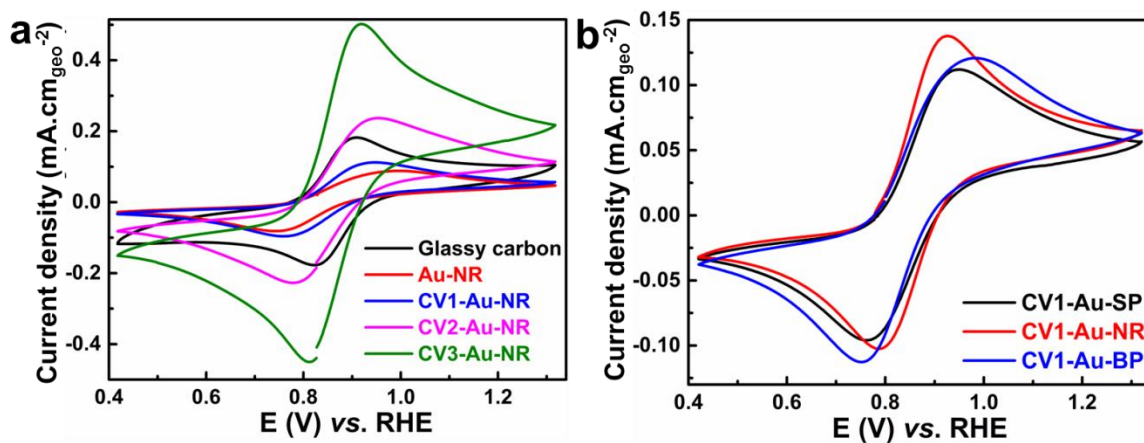 a
Current density (mA.cm_geo^-2)
0.4
0.2
0.0
-0.2
-0.4
0.4 0.6 0.8 1.0 1.2
E (V) vs. RHE
Glassy carbon
Au-NR
CV1-Au-NR
CV2-Au-NR
CV3-Au-NR
b
Current density (mA.cm_geo^-2)
0.15
0.10
0.05
0.00
-0.05
-0.10
0.4 0.6 0.8 1.0 1.2
E (V) vs. RHE
CV1-Au-SP
CV1-Au-NR
CV1-Au-BP